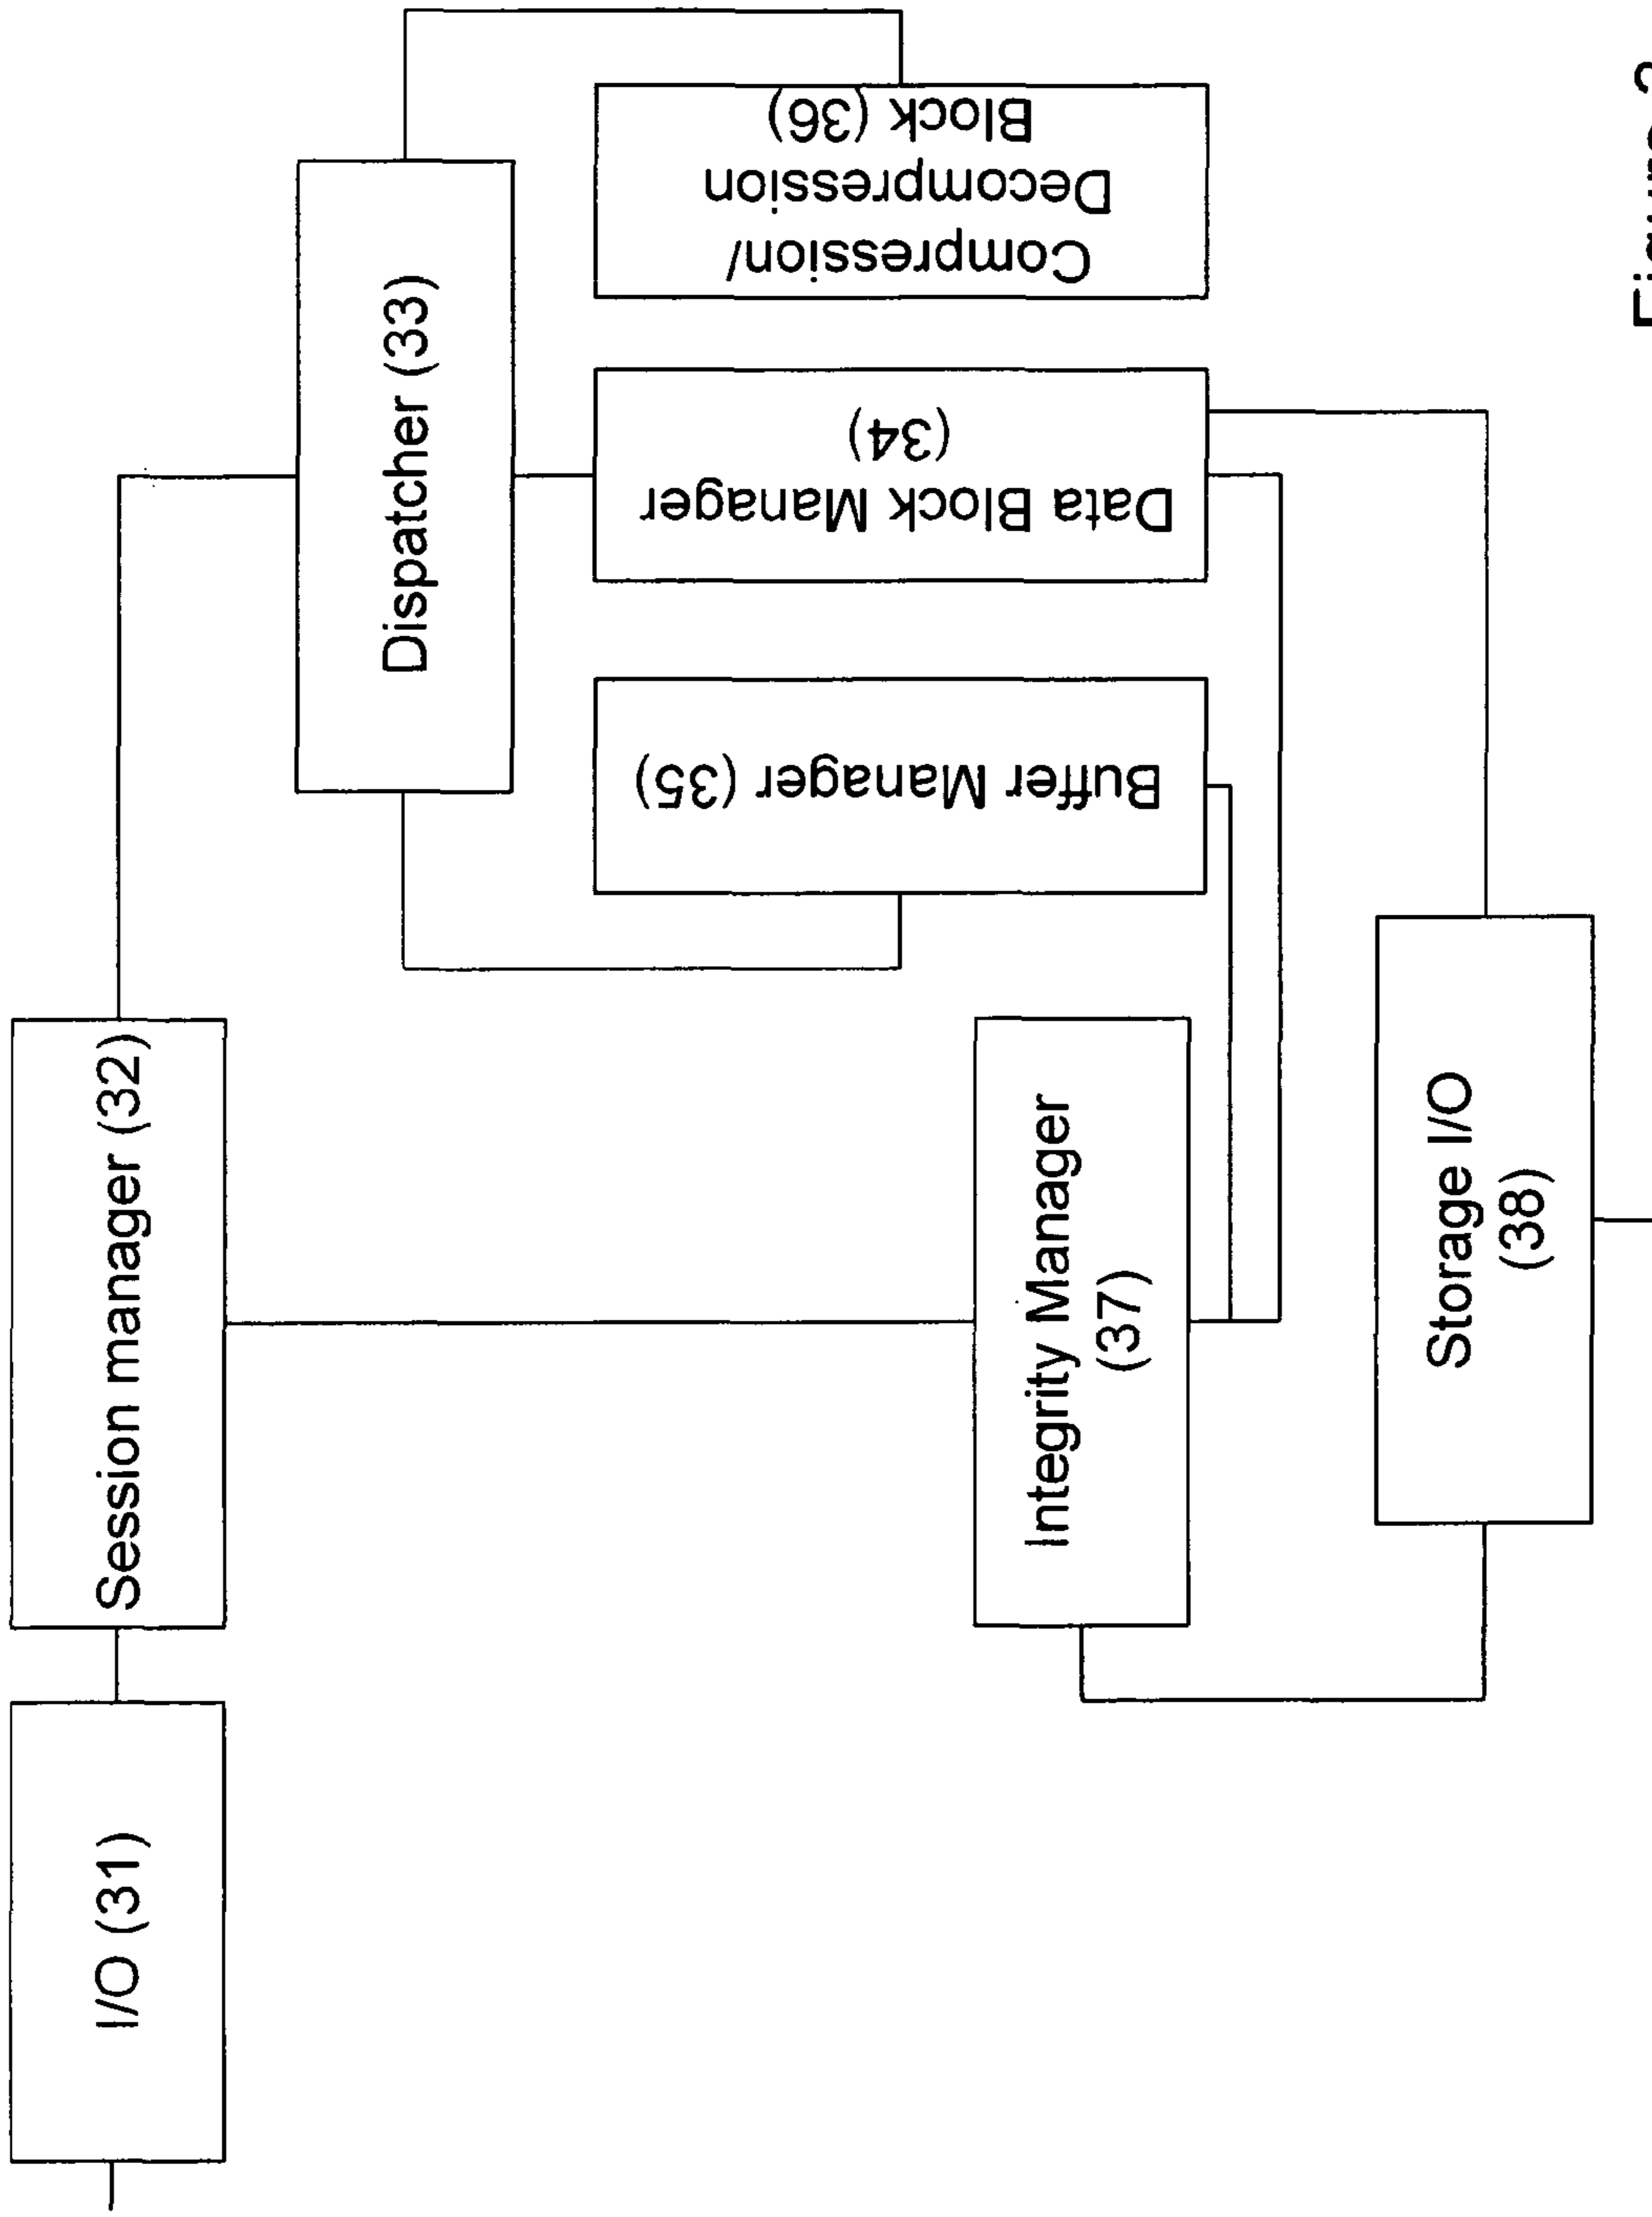 I/O (31)
Session manager (32)
Dispatcher (33)
Buffer Manager (35)
Data Block Manager
(34)
Compression/
Decompression
Block (36)
Integrity Manager
(37)
Storage I/O
(38)
Figure